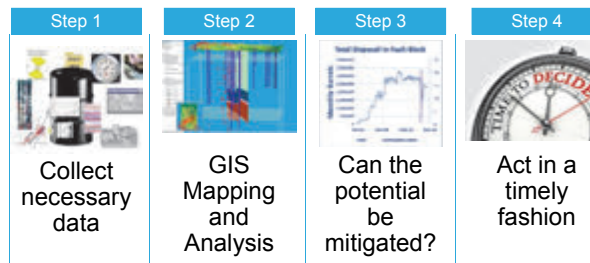 Step 1
Step 2
Step 3
Step 4
Total Disposal in Fault Block
TIME TO DECIDE
Collect
necessary
data
GIS
Mapping
and
Analysis
Can the
potential
be
mitigated?
Act in a
timely
fashion